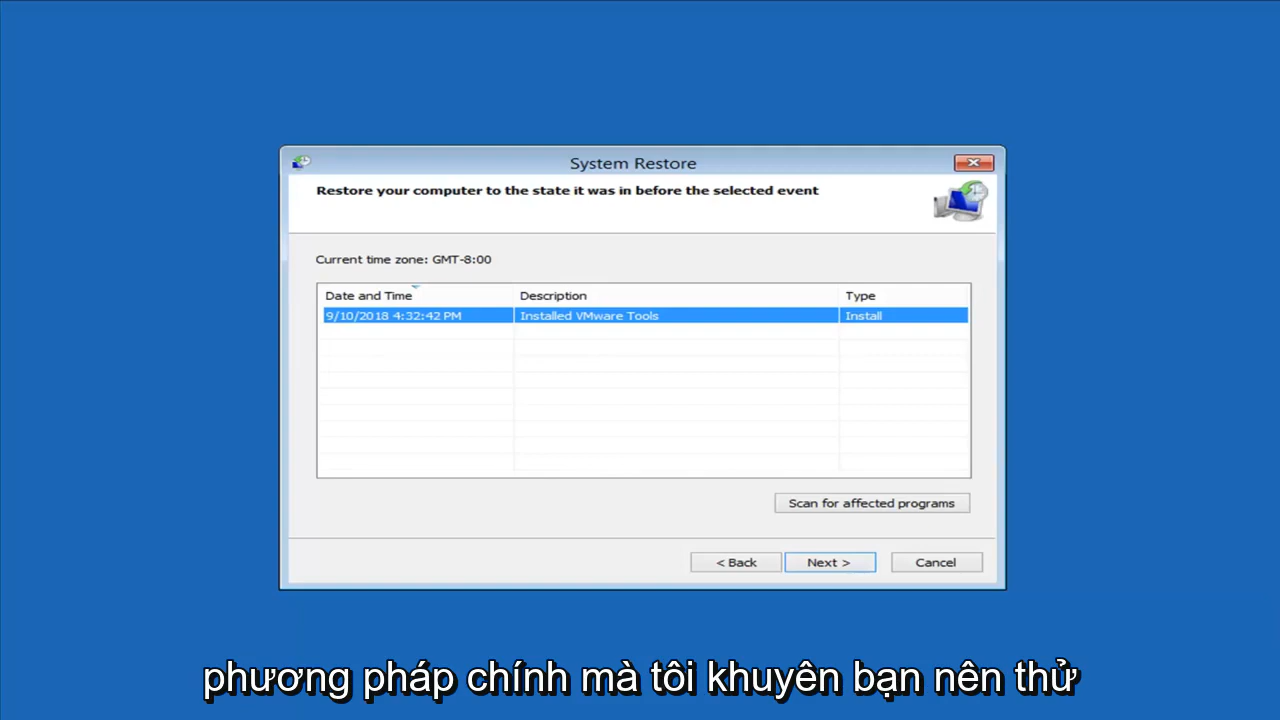 System Restore
Restore your computer to the state it was in before the selected event
Current time zone: GMT-8:00
Date and Time Description Type
9/10/2018 4:32:42 PM Installed VMware Tools Install
Scan for affected programs
< Back Next > Cancel
phương pháp chính mà tôi khuyên bạn nên thử